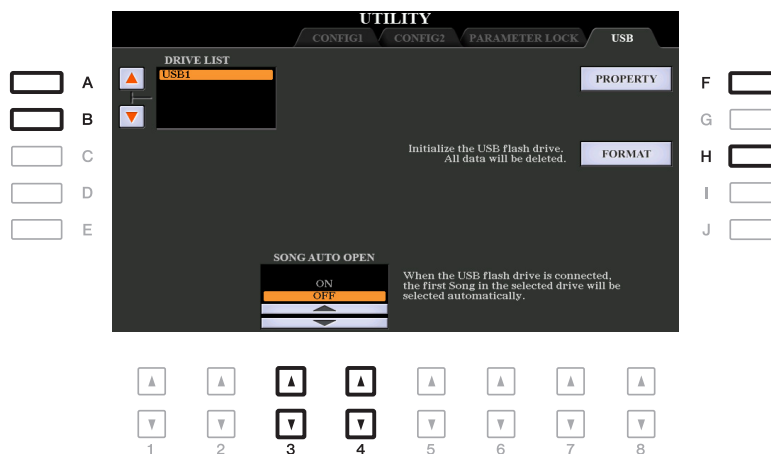 UTILITY
CONFIG1 CONFIG2 PARAMETER LOCK USB
DRIVE LIST
USB1
PROPERTY
Initialize the USB flash drive.
All data will be deleted.
FORMAT
SONG AUTO OPEN
ON
OFF
When the USB flash drive is connected,
the first Song in the selected drive will be
selected automatically.
A
B
C
D
E
F
G
H
I
J
1 2 3 4 5 6 7 8